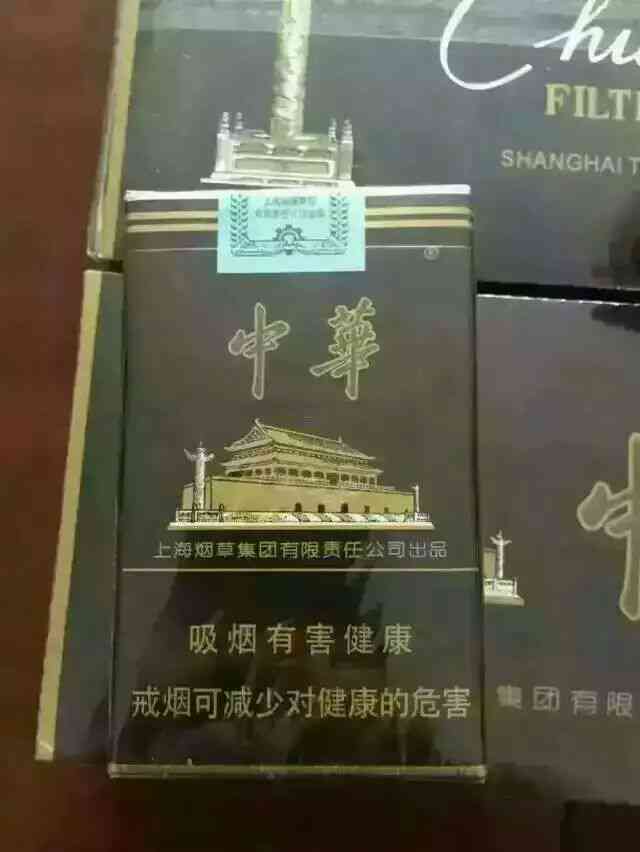 Chu
FILT
SHANGHAI T
®
中華
上海烟草集团有限责任公司出品
吸烟有害健康
戒烟可减少对健康的危害
中
集团有限